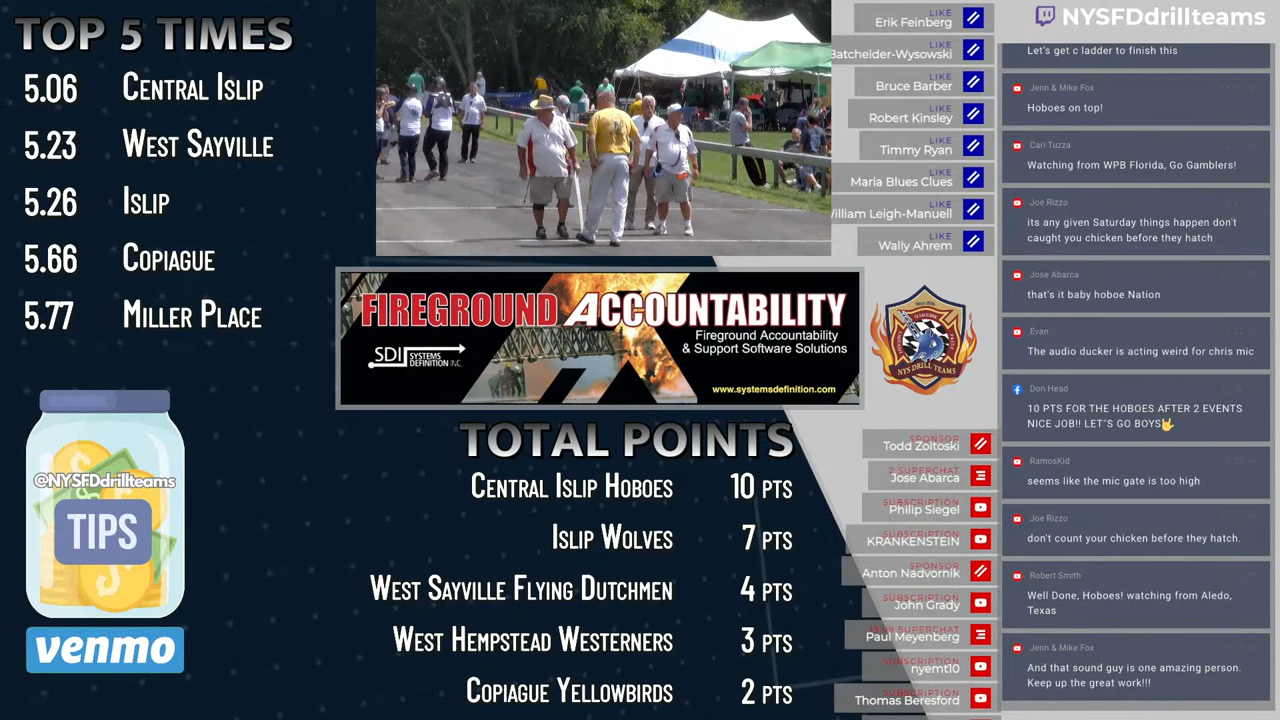 TOP 5 TIMES
5.06 Central Islip
5.23 West Sayville
5.26 Islip
5.66 Copiague
5.77 Miller Place
@NYSFDdrillteams
TIPS
venmo
FIREGROUND ACCOUNTABILITY
Fireground Accountability
& Support Software Solutions
SDI SYSTEMS
DEFINITION INC.
www.systemsdefinition.com
NYS DRILL TEAMS
TOTAL POINTS
Central Islip Hoboes 10 pts
Islip Wolves 7 pts
West Sayville Flying Dutchmen 4 pts
West Hempstead Westerners 3 pts
Copiague Yellowbirds 2 pts
LIKE
Erik Feinberg
LIKE
Batchelder-Wysowski
LIKE
Bruce Barber
LIKE
Robert Kinsley
LIKE
Timmy Ryan
LIKE
Maria Blues Clues
LIKE
William Leigh-Manuell
LIKE
Wally Ahrem
SPONSOR
Todd Zoltoski
2 SUPERCHAT
Jose Abarca
SUBSCRIPTION
Philip Siegel
SUBSCRIPTION
KRANKENSTEIN
SPONSOR
Anton Nadvornik
SUBSCRIPTION
John Grady
SUPERCHAT
Paul Meyenberg
SUBSCRIPTION
nyemt10
SUBSCRIPTION
Thomas Beresford
NYSFDdrillteams
Let's get c ladder to finish this
Jenn & Mike Fox
Hoboes on top!
Carl Tuzza
Watching from WPB Florida, Go Gamblers!
Joe Rizzo
its any given Saturday things happen don't
caught you chicken before they hatch
Jose Abarca
that's it baby hoboe Nation
Evan
The audio ducker is acting weird for chris mic
Don Head
10 PTS FOR THE HOBOES AFTER 2 EVENTS
NICE JOB!! LET'S GO BOYS🤟
RamosKid
seems like the mic gate is too high
Joe Rizzo
don't count your chicken before they hatch.
Robert Smith
Well Done, Hoboes! watching from Aledo,
Texas
Jenn & Mike Fox
And that sound guy is one amazing person.
Keep up the great work!!!